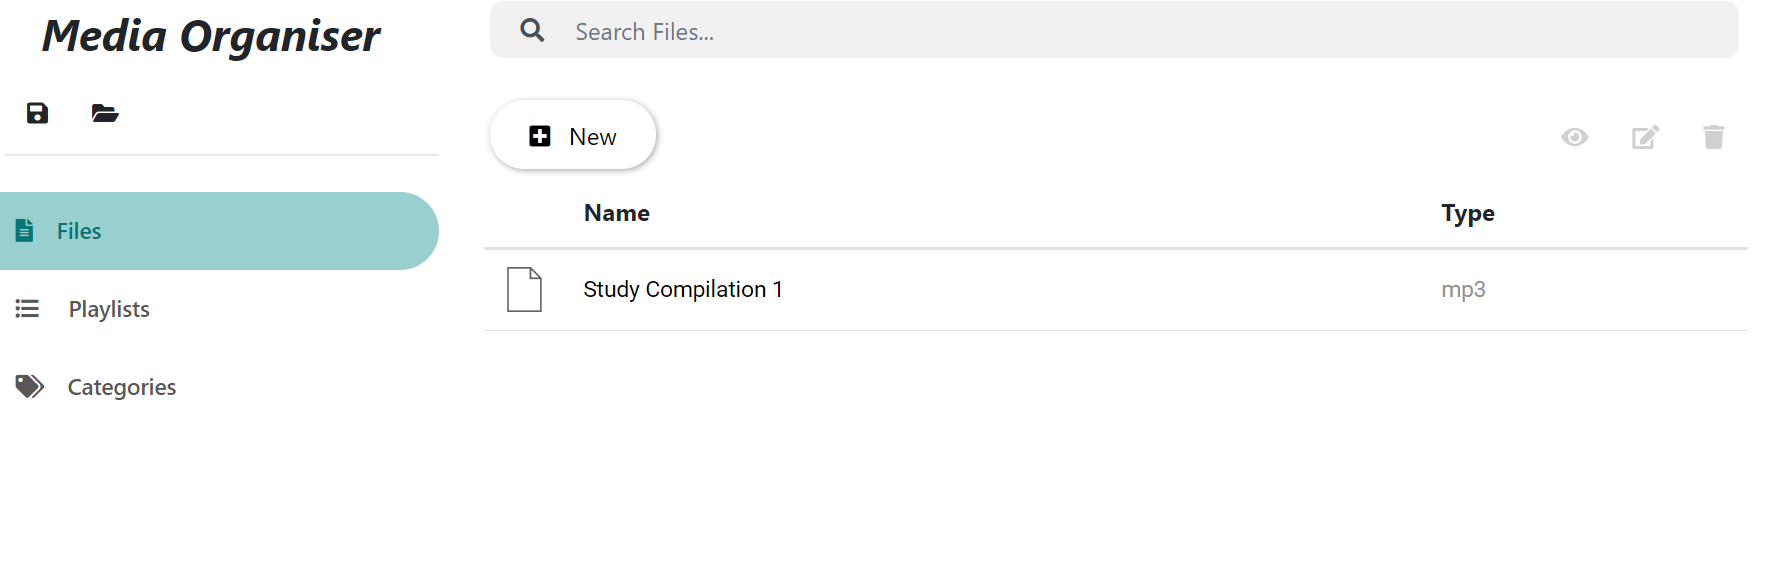 Media Organiser
Search Files...
New
Files
Playlists
Categories
Name Type
Study Compilation 1 mp3